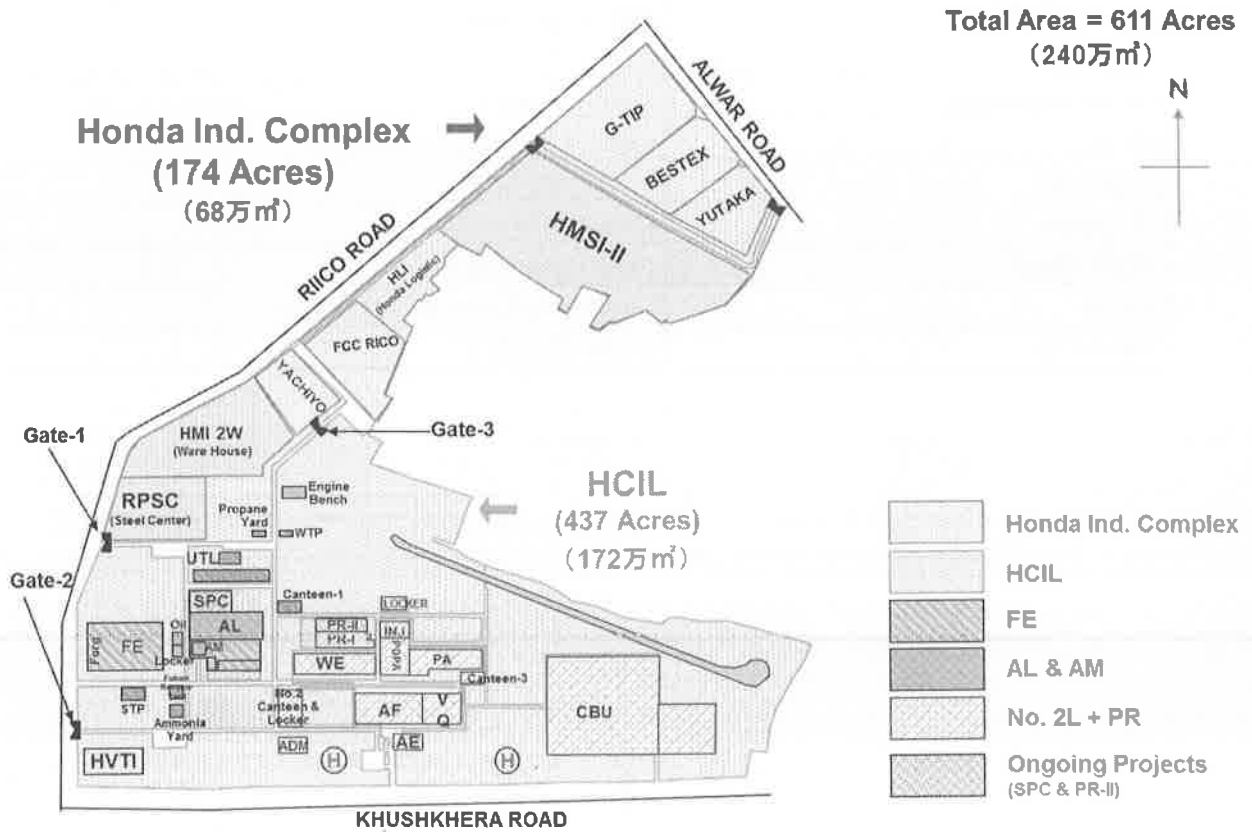 Total Area = 611 Acres
(240万㎡)
N
Honda Ind. Complex
(174 Acres)
(68万㎡)
ALWAR ROAD
G-TIP
BESTEX
YUTAKA
HMSI-II
RIICO ROAD
HLI
(Honda Logistic)
FCC RICO
YACHIYO
Gate-1
HMI 2W
(Ware House)
Gate-3
RPSC
(Steel Center)
Propane
Yard
Engine
Bench
WTP
HCIL
(437 Acres)
(172万㎡)
Gate-2
UTL
SPC
AL
AM
Canteen-1
LOCKER
Forg
FE
Oil
Locker
PR-II
PR-I
INJ
POPA
WE
PA
Canteen-3
STP
Ammonia
Yard
No.2
Canteen &
Locker
AF
V
Q
CBU
HVTI
ADM
H
AE
H
KHUSHKHERA ROAD
Honda Ind. Complex
HCIL
FE
AL & AM
No. 2L + PR
Ongoing Projects
(SPC & PR-II)